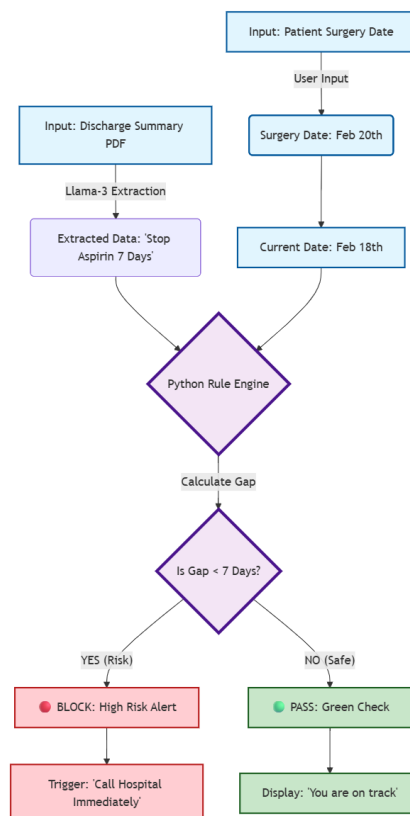 Input: Patient Surgery Date
User Input
Input: Discharge Summary
PDF
Surgery Date: Feb 20th
Llama-3 Extraction
Extracted Data: 'Stop
Aspirin 7 Days'
Current Date: Feb 18th
Python Rule Engine
Calculate Gap
Is Gap < 7 Days?
YES (Risk)
NO (Safe)
BLOCK: High Risk Alert
PASS: Green Check
Trigger: 'Call Hospital
Immediately'
Display: 'You are on track'